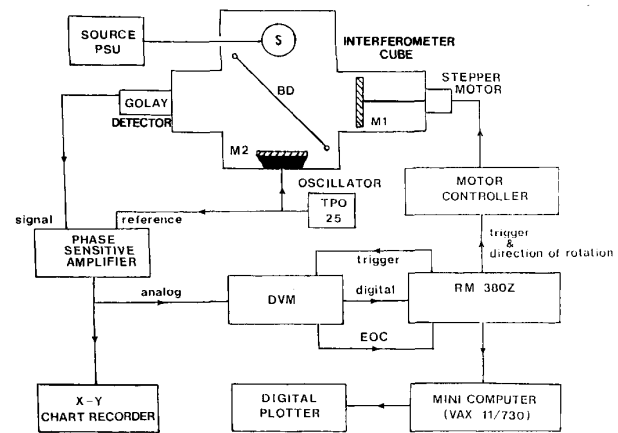 SOURCE
PSU
S
INTERFEROMETER
CUBE
STEPPER
MOTOR
BD
GOLAY
DETECTOR
M1
M2
OSCILLATOR
TPO
25
MOTOR
CONTROLLER
signal
reference
PHASE
SENSITIVE
AMPLIFIER
trigger
&
direction of rotation
trigger
analog
DVM
digital
RM 380Z
EOC
X-Y
CHART RECORDER
DIGITAL
PLOTTER
MINI COMPUTER
(VAX 11/730)